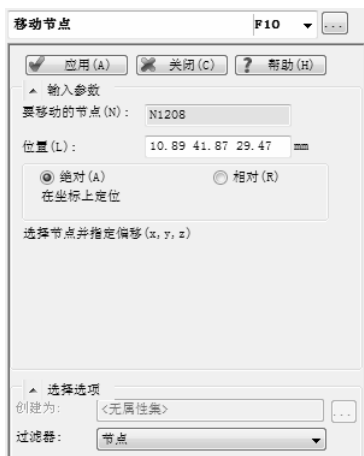 移动节点 F10 ...
应用(A) 关闭(C) ? 帮助(H)
输入参数
要移动的节点(N): N1208
位置(L): 10.89 41.87 29.47 mm
绝对(A) 相对(R)
在坐标上定位
选择节点并指定偏移(x,y,z)
选择选项
创建为: <无属性集> ...
过滤器: 节点